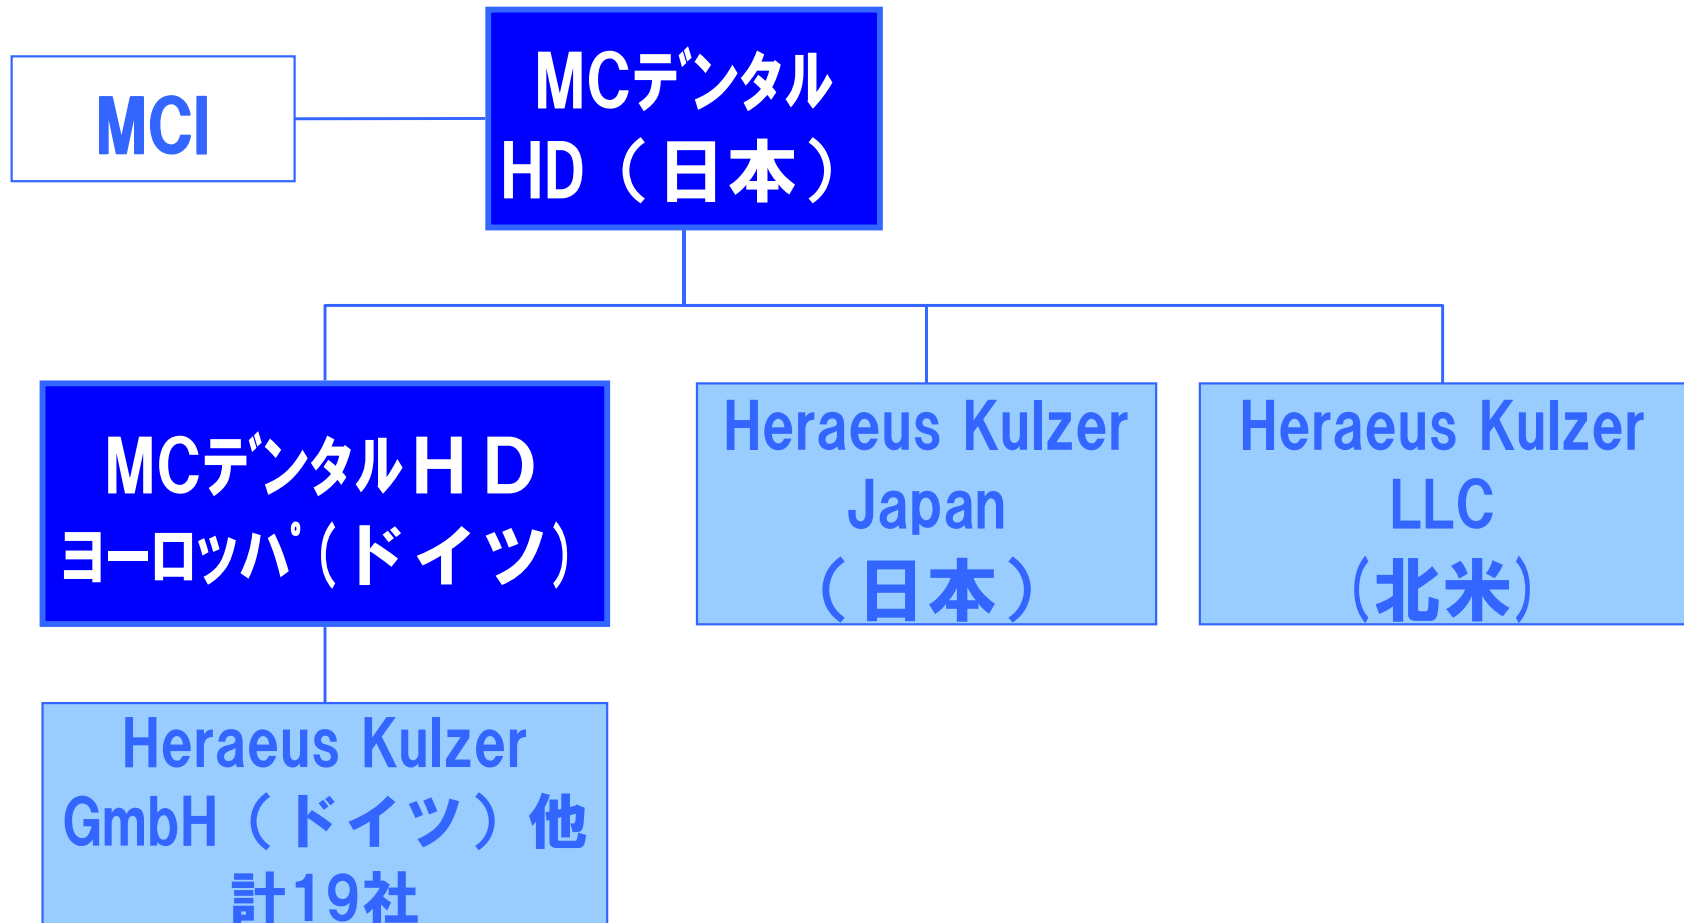 MCI
MCデンタル
HD（日本）
MCデンタルＨＤ
ヨーロッパ(ドイツ)
Heraeus Kulzer
Japan
（日本）
Heraeus Kulzer
LLC
(北米)
Heraeus Kulzer
GmbH（ドイツ）他
計19社